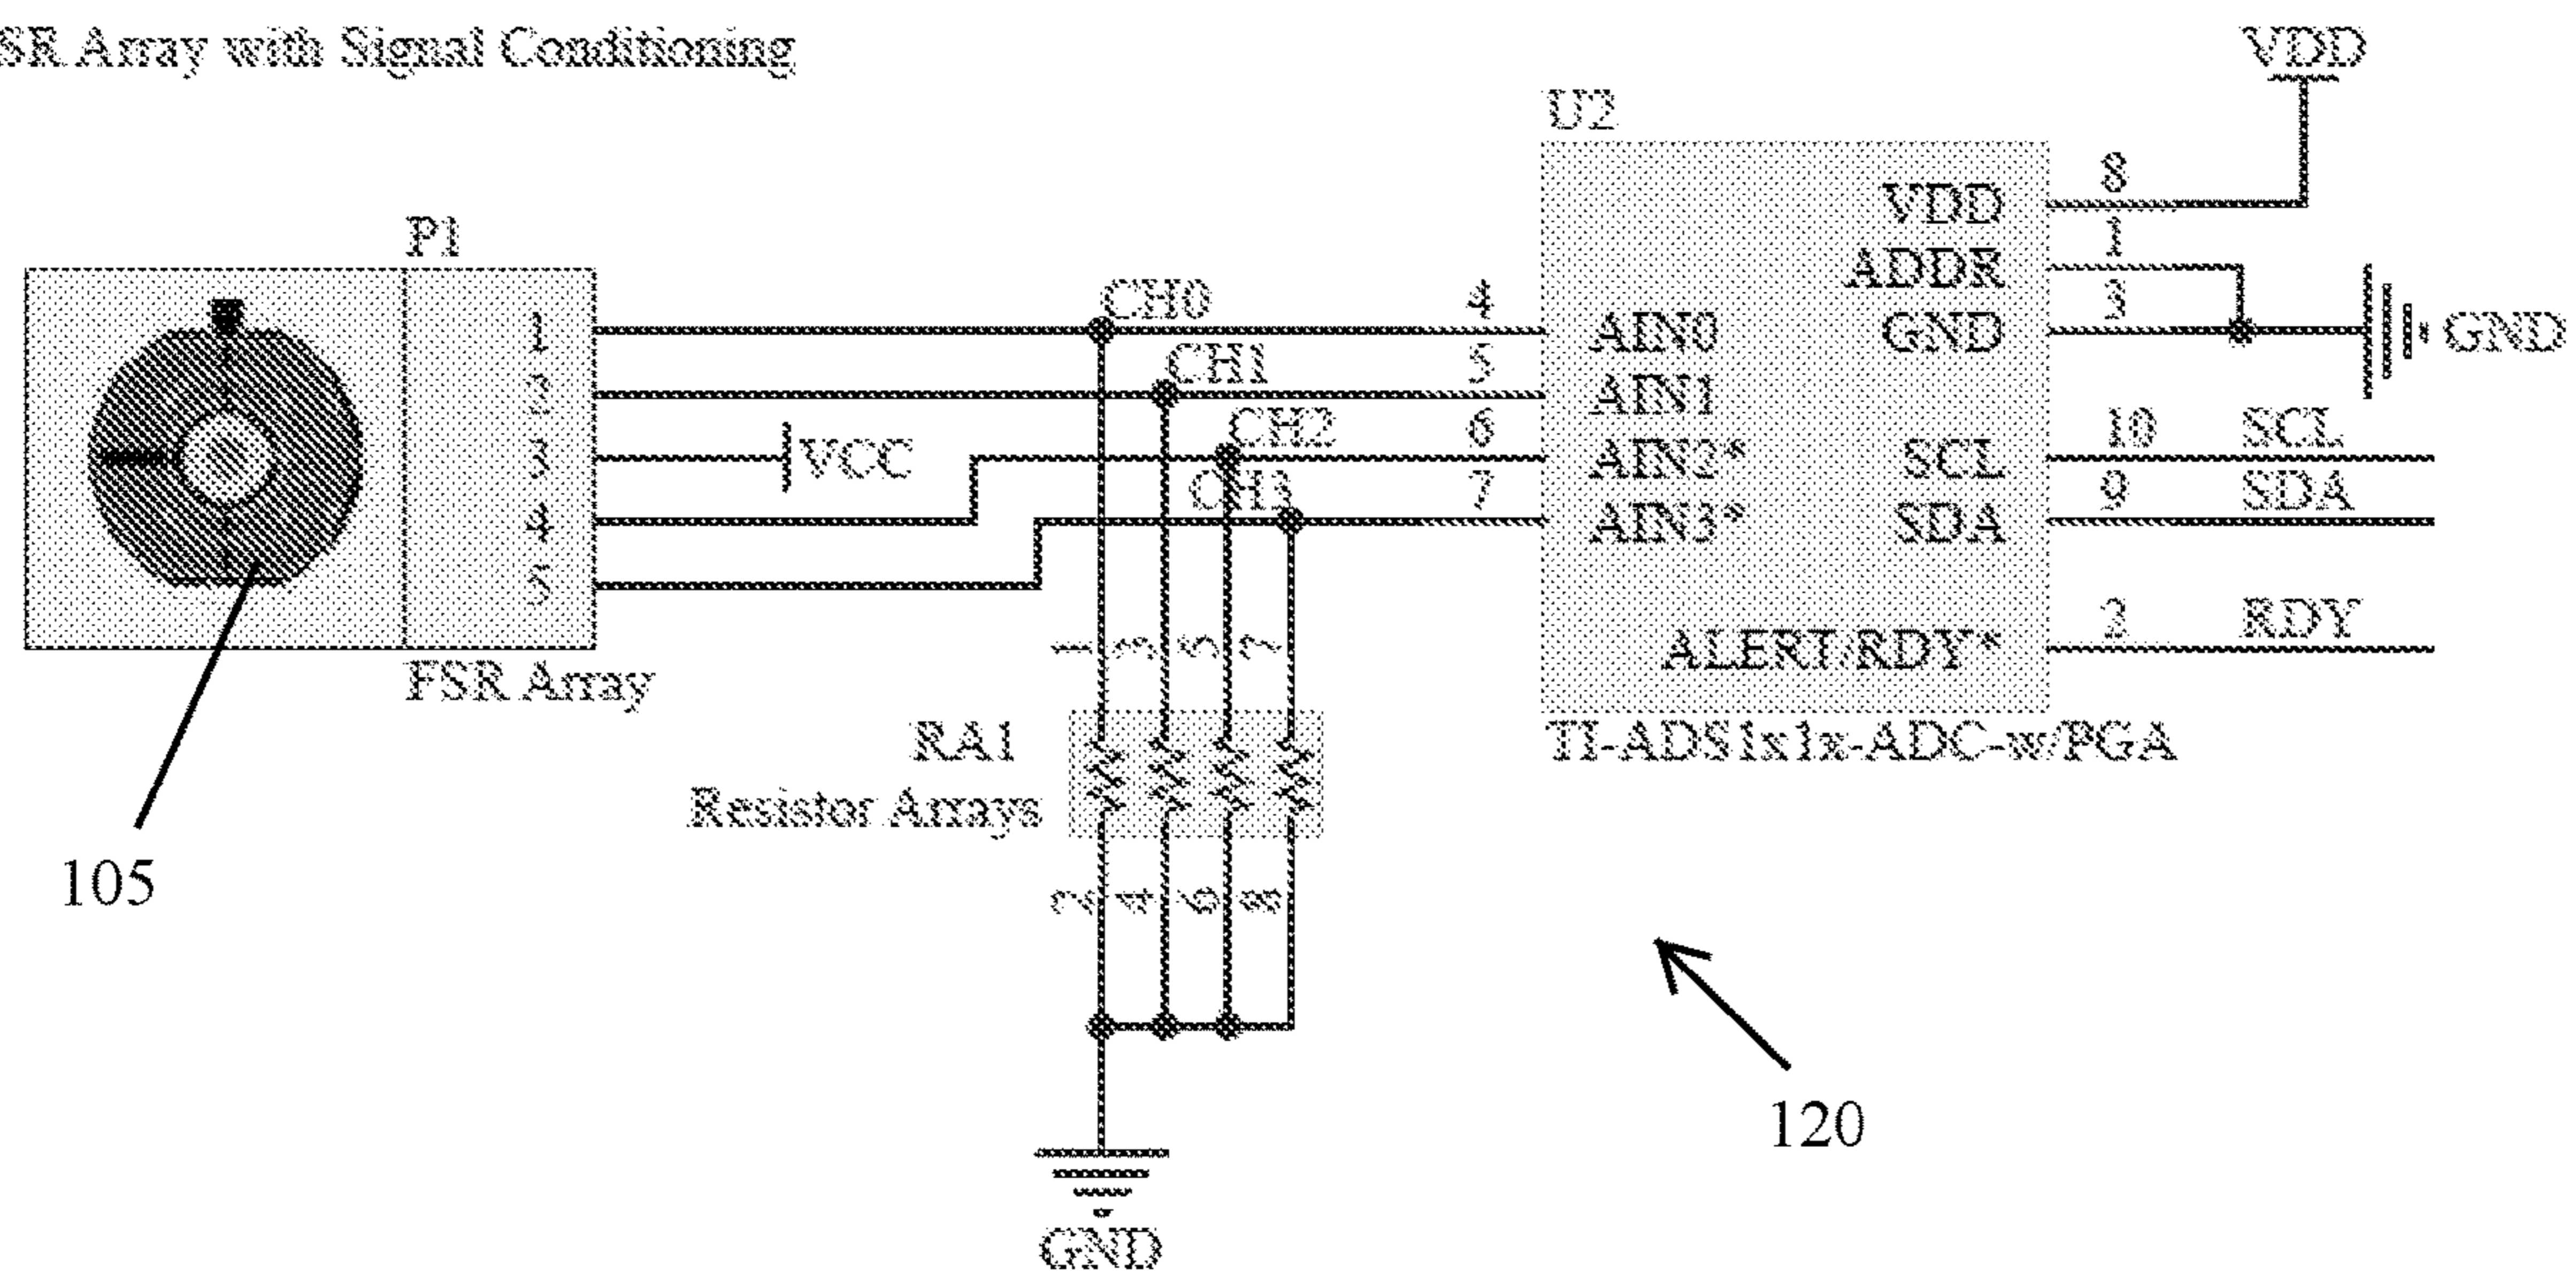 SR Array with Signal Conditioning
VDD
U2
P1
1
2
3
4
5
FSR Array
VCC
CH0
CH1
CH2
CH3
4
5
6
7
AIN0
AIN1
AIN2*
AIN3*
VDD
ADDR
GND
SCL
SDA
ALERT/RDY*
8
1
3
10
9
2
GND
SCL
SDA
RDY
TI-ADS1x1x-ADC-w/PGA
1
3
5
7
RA1
Resistor Arrays
2
4
6
8
GND
105
120